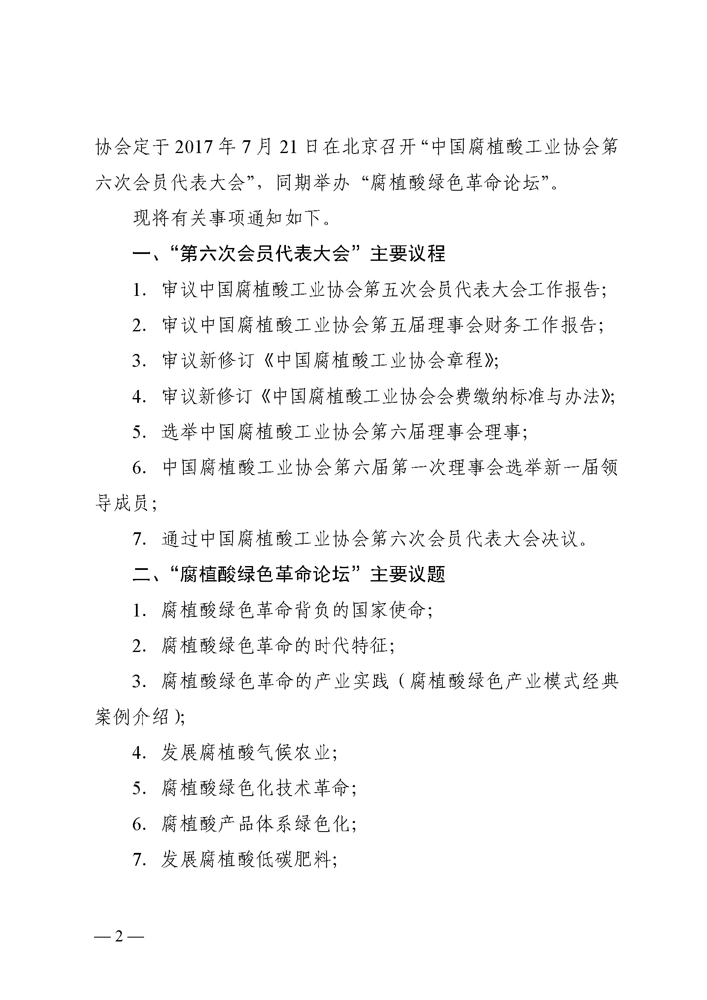 协会定于 2017 年 7 月 21 日在北京召开“中国腐植酸工业协会第
六次会员代表大会”，同期举办 “腐植酸绿色革命论坛”。
现将有关事项通知如下。
一、“第六次会员代表大会” 主要议程
1． 审议中国腐植酸工业协会第五次会员代表大会工作报告；
2． 审议中国腐植酸工业协会第五届理事会财务工作报告；
3． 审议新修订《中国腐植酸工业协会章程》；
4． 审议新修订《中国腐植酸工业协会会费缴纳标准与办法》；
5． 选举中国腐植酸工业协会第六届理事会理事；
6． 中国腐植酸工业协会第六届第一次理事会选举新一届领
导成员；
7． 通过中国腐植酸工业协会第六次会员代表大会决议。
二、“腐植酸绿色革命论坛” 主要议题
1． 腐植酸绿色革命背负的国家使命；
2． 腐植酸绿色革命的时代特征；
3． 腐植酸绿色革命的产业实践（腐植酸绿色产业模式经典
案例介绍）；
4． 发展腐植酸气候农业；
5． 腐植酸绿色化技术革命；
6． 腐植酸产品体系绿色化；
7． 发展腐植酸低碳肥料；
— 2 —